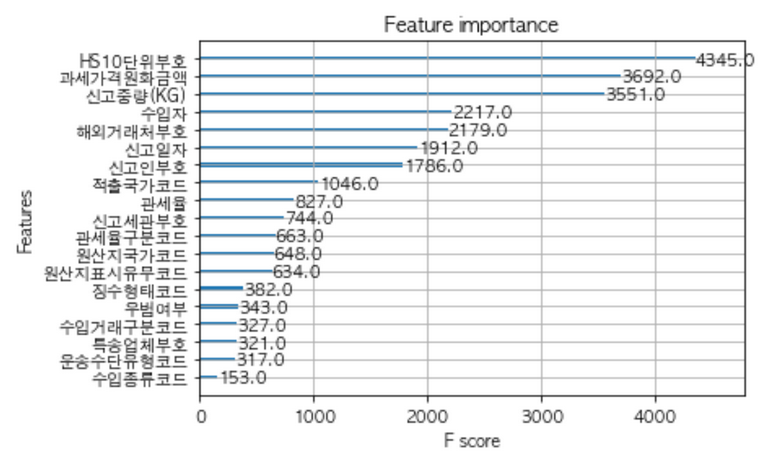 Feature importance
Features
HS10단위부호 4345.0
과세가격원화금액 3692.0
신고중량(KG) 3551.0
수입자 2217.0
해외거래처부호 2179.0
신고일자 1912.0
신고인부호 1786.0
적출국가코드 1046.0
관세율 827.0
신고세관부호 744.0
관세율구분코드 663.0
원산지국가코드 648.0
원산지표시유무코드 634.0
징수형태코드 382.0
우범여부 343.0
수입거래구분코드 327.0
특송업체부호 321.0
운송수단유형코드 317.0
수입종류코드 153.0
0 1000 2000 3000 4000
F score